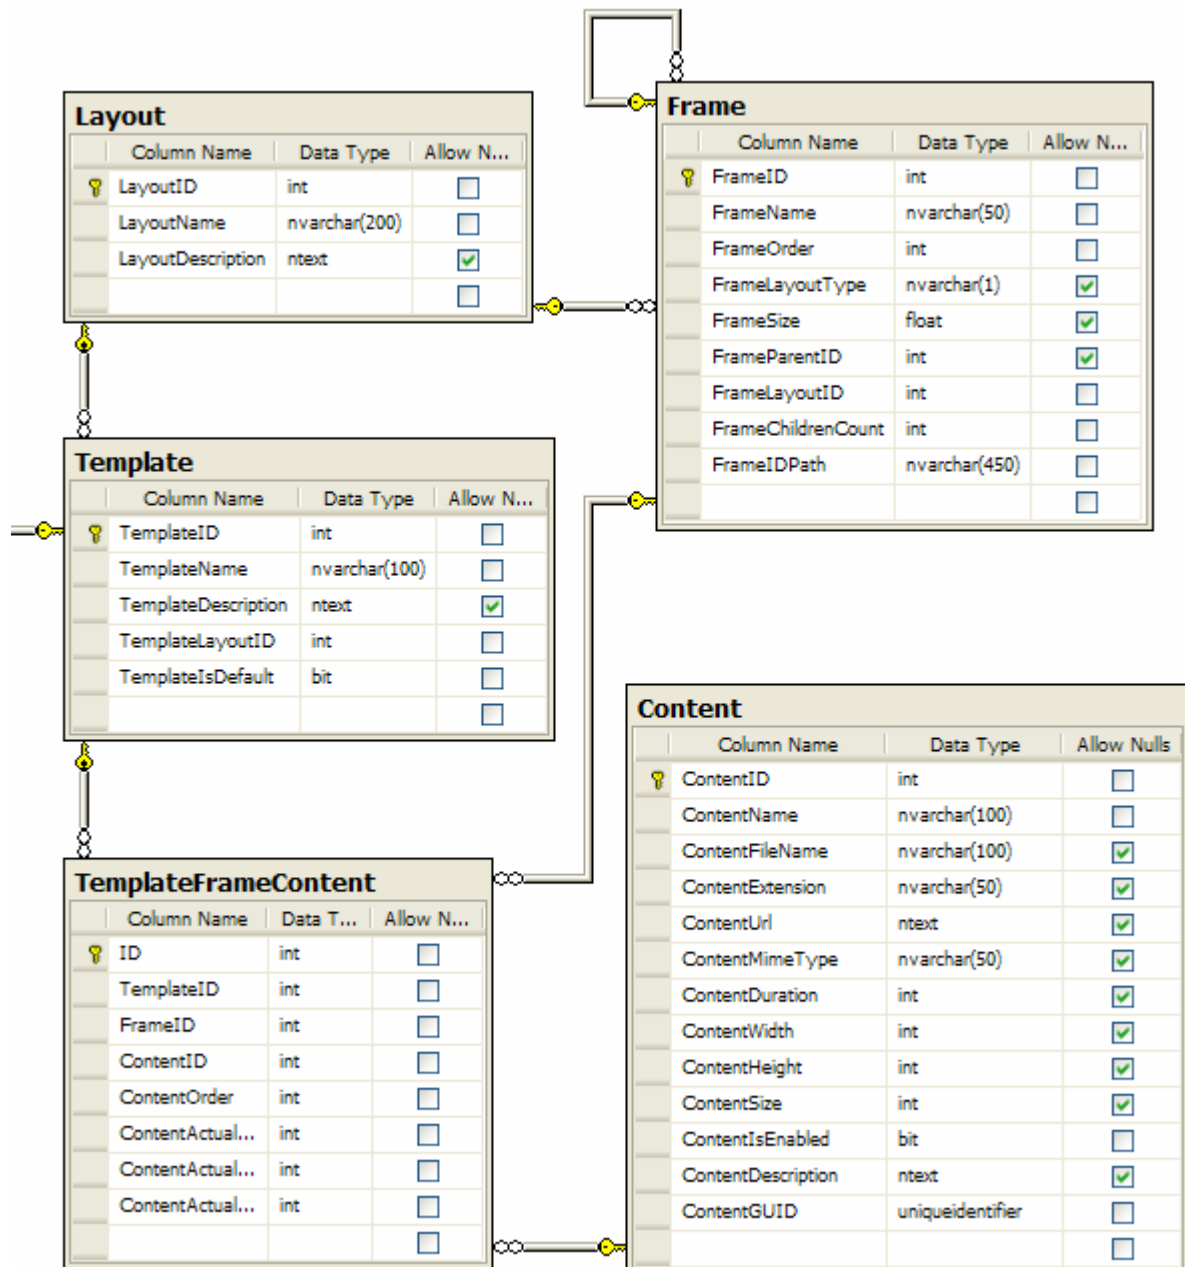 Layout
Column Name Data Type Allow N...
LayoutID int
LayoutName nvarchar(200)
LayoutDescription ntext
Frame
Column Name Data Type Allow N...
FrameID int
FrameName nvarchar(50)
FrameOrder int
FrameLayoutType nvarchar(1)
FrameSize float
FrameParentID int
FrameLayoutID int
FrameChildrenCount int
FrameIDPath nvarchar(450)
Template
Column Name Data Type Allow N...
TemplateID int
TemplateName nvarchar(100)
TemplateDescription ntext
TemplateLayoutID int
TemplateIsDefault bit
Content
Column Name Data Type Allow Nulls
ContentID int
ContentName nvarchar(100)
ContentFileName nvarchar(100)
ContentExtension nvarchar(50)
ContentUrl ntext
ContentMimeType nvarchar(50)
ContentDuration int
ContentWidth int
ContentHeight int
ContentSize int
ContentIsEnabled bit
ContentDescription ntext
ContentGUID uniqueidentifier
TemplateFrameContent
Column Name Data T... Allow N...
ID int
TemplateID int
FrameID int
ContentID int
ContentOrder int
ContentActual... int
ContentActual... int
ContentActual... int